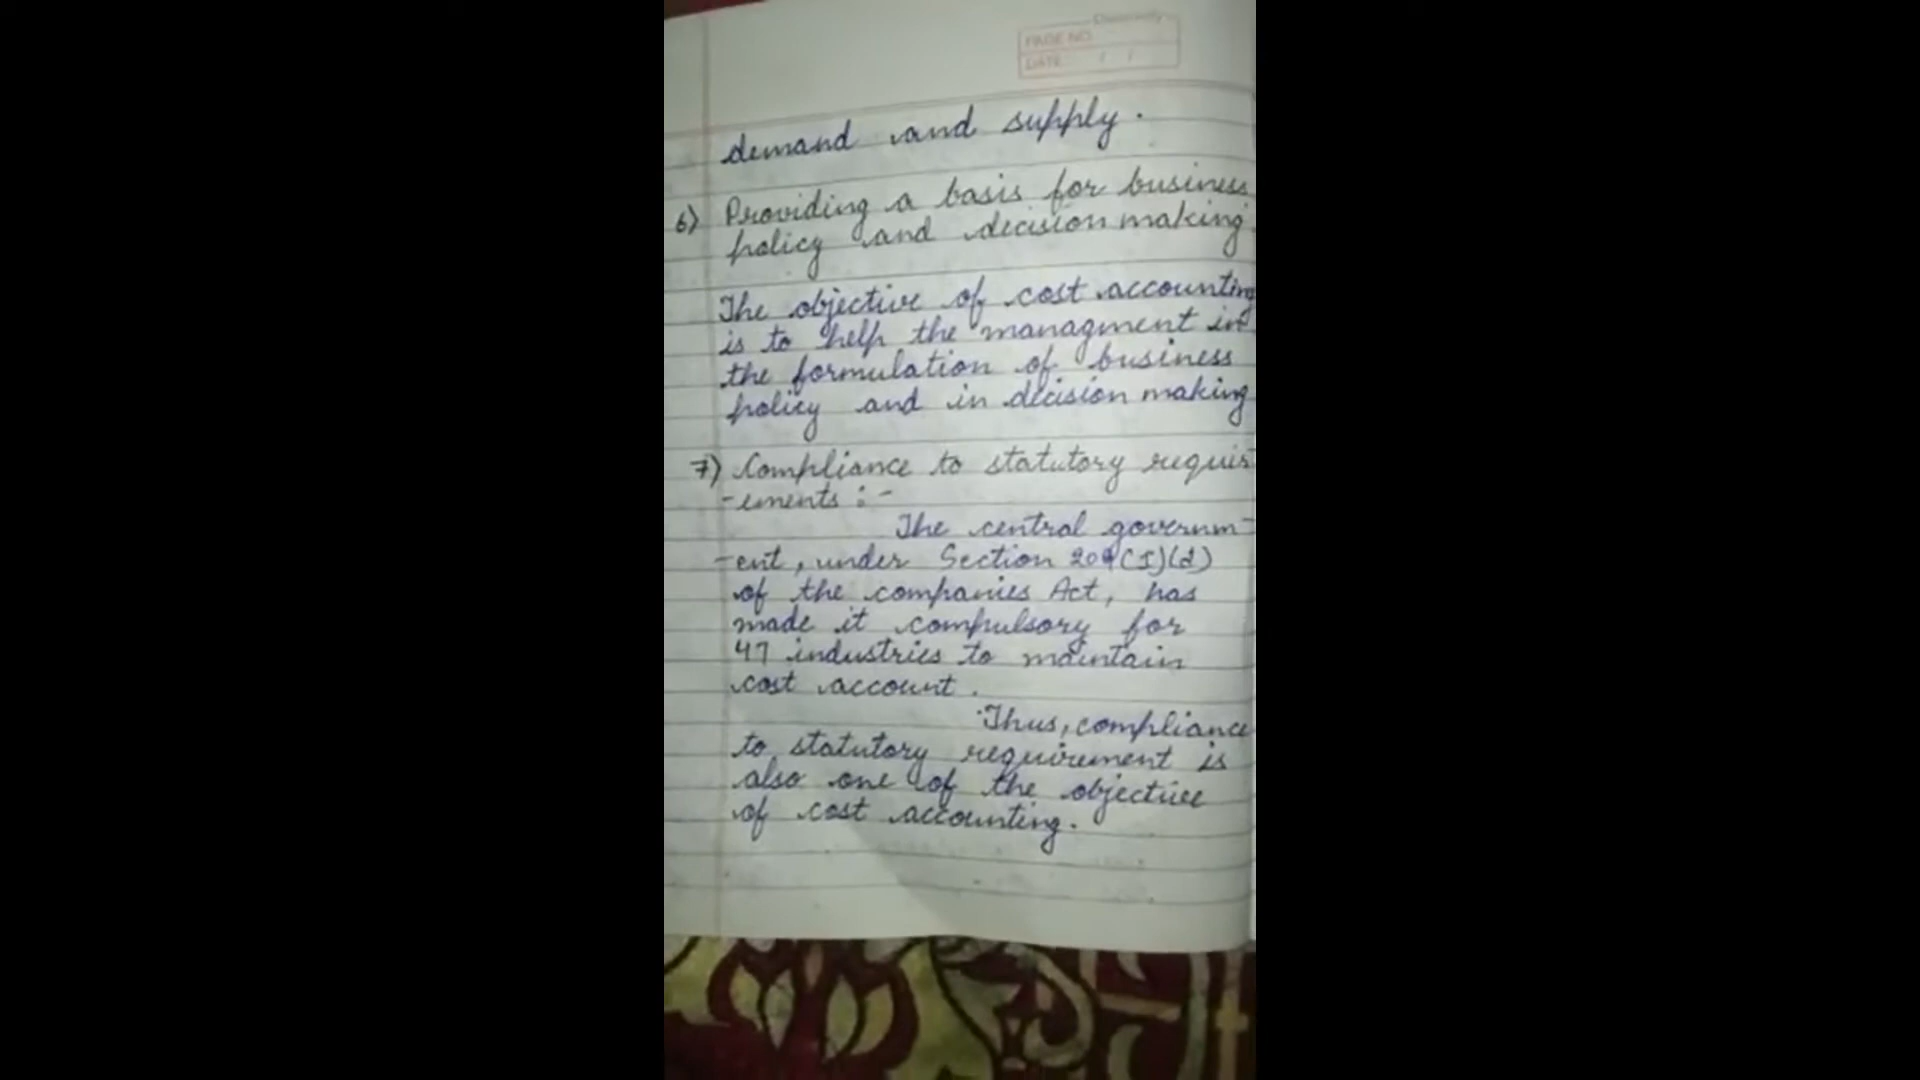 PAGE NO.
DATE / /
demand and supply.
6) Providing a basis for business
policy and decision making
The objective of cost accounting
is to help the managment in
the formulation of business
policy and in decision making
7) Compliance to statutory requir
-ements :-
The central governm-
-ent, under Section 209(1)(d)
of the companies Act, has
made it compulsory for
47 industries to maintain
cost account.
Thus, compliance
to statutory requirement is
also one of the objective
of cost accounting.